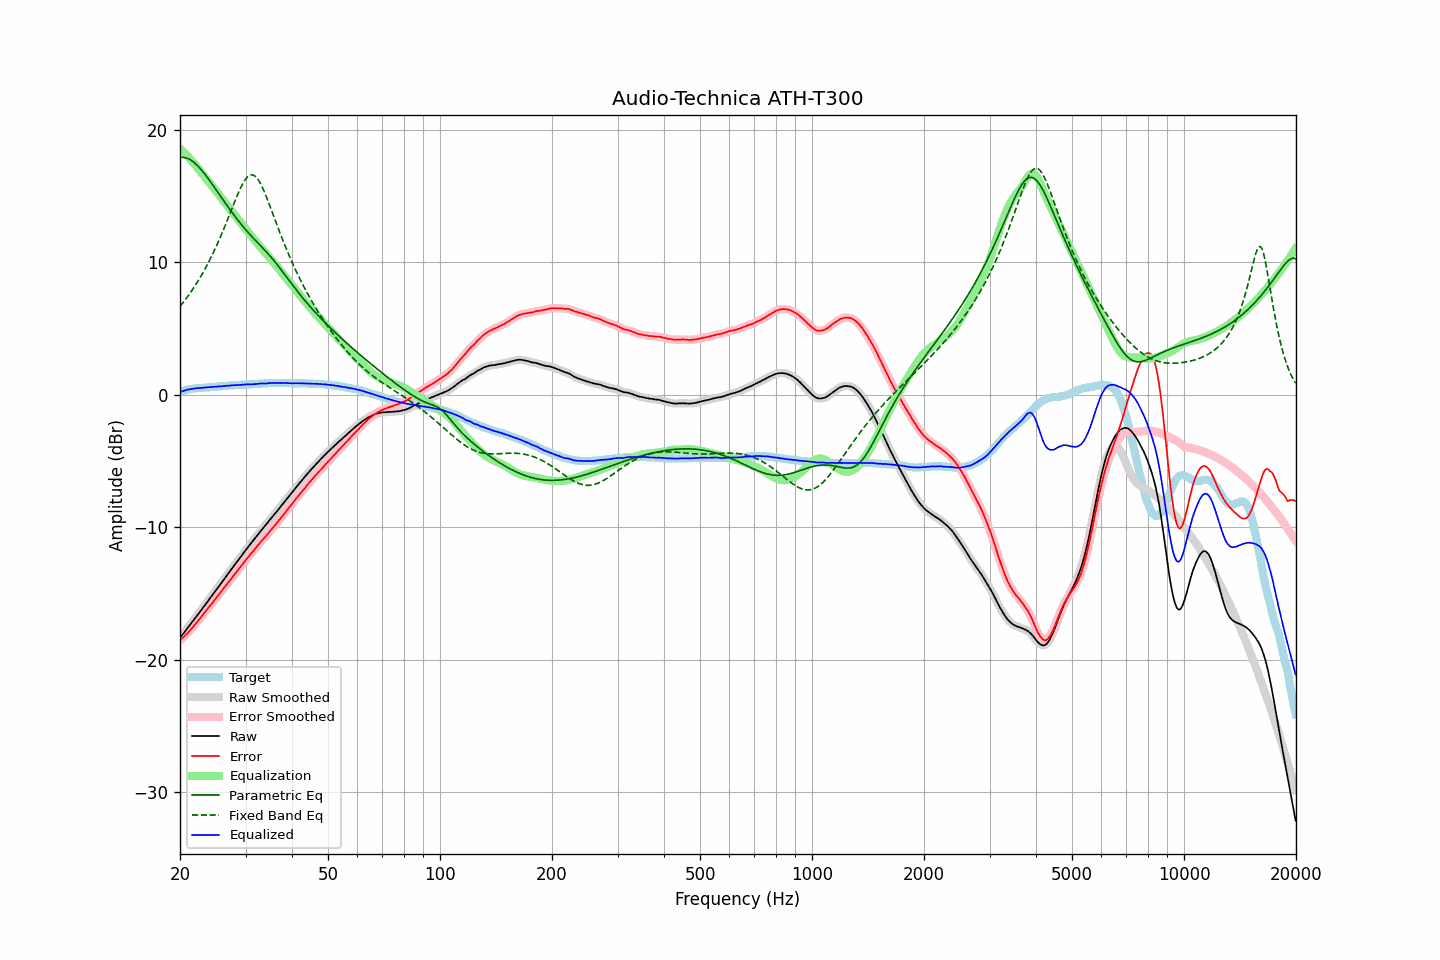 Audio-Technica ATH-T300
20
10
0
−10
−20
−30
Amplitude (dBr)
Target
Raw Smoothed
Error Smoothed
Raw
Error
Equalization
Parametric Eq
Fixed Band Eq
Equalized
20 50 100 200 500 1000 2000 5000 10000 20000
Frequency (Hz)